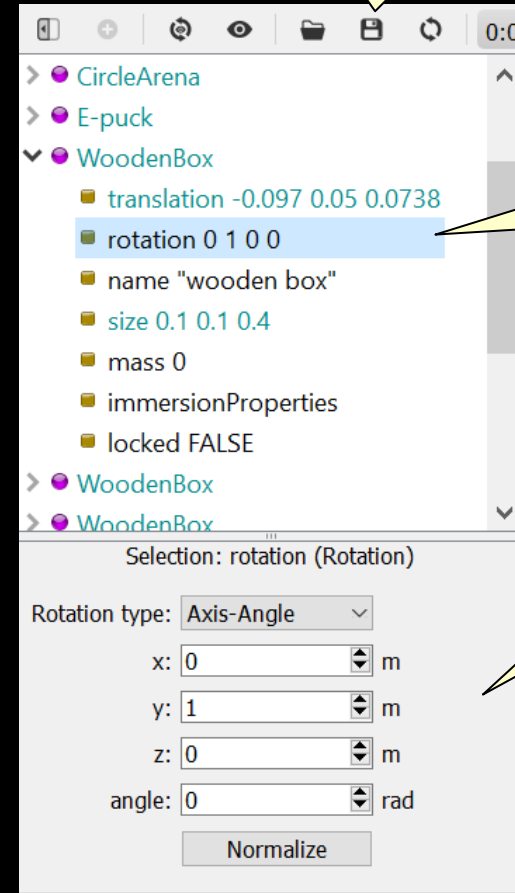 0:0
CircleArena
E-puck
WoodenBox
translation -0.097 0.05 0.0738
rotation 0 1 0 0
name "wooden box"
size 0.1 0.1 0.4
mass 0
immersionProperties
locked FALSE
WoodenBox
WoodenBox
Selection: rotation (Rotation)
Rotation type: Axis-Angle
x: 0 m
y: 1 m
z: 0 m
angle: 0 rad
Normalize